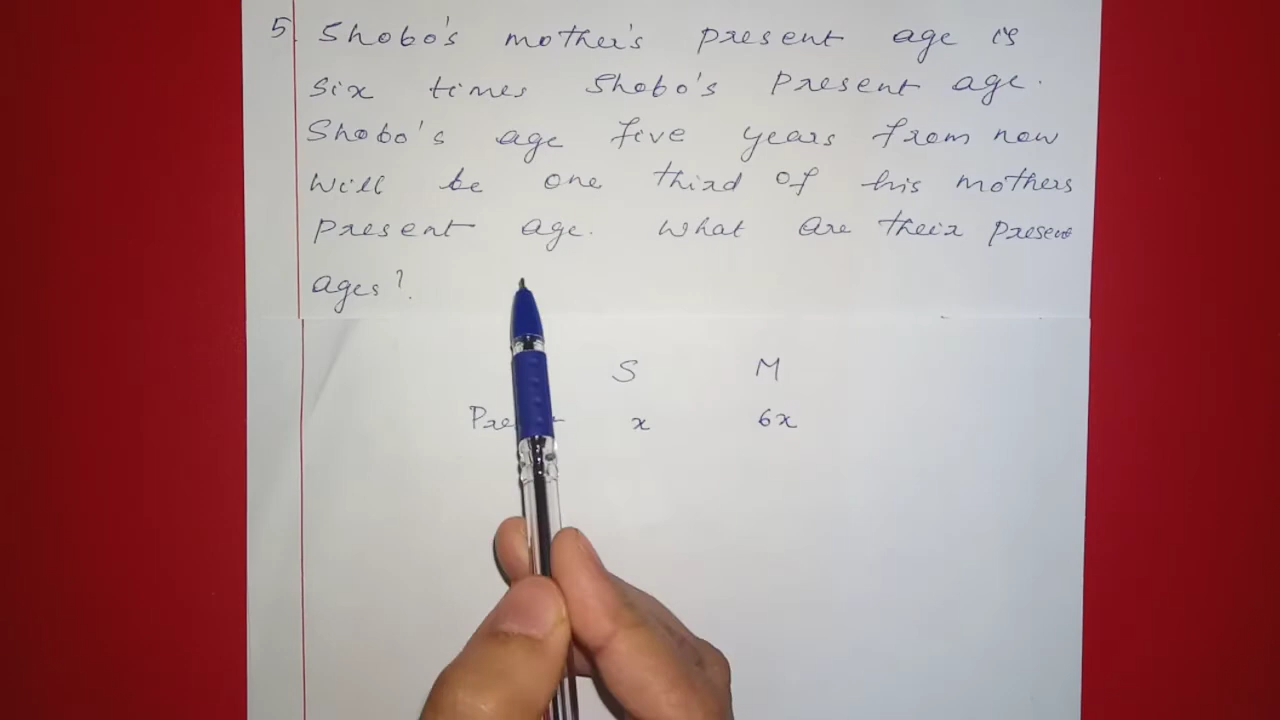 5. Shobo's mother's present age is
six times Shobo's present age.
Shobo's age five years from now
will be one third of his mothers
present age. What are their present
ages?
S M
x 6x